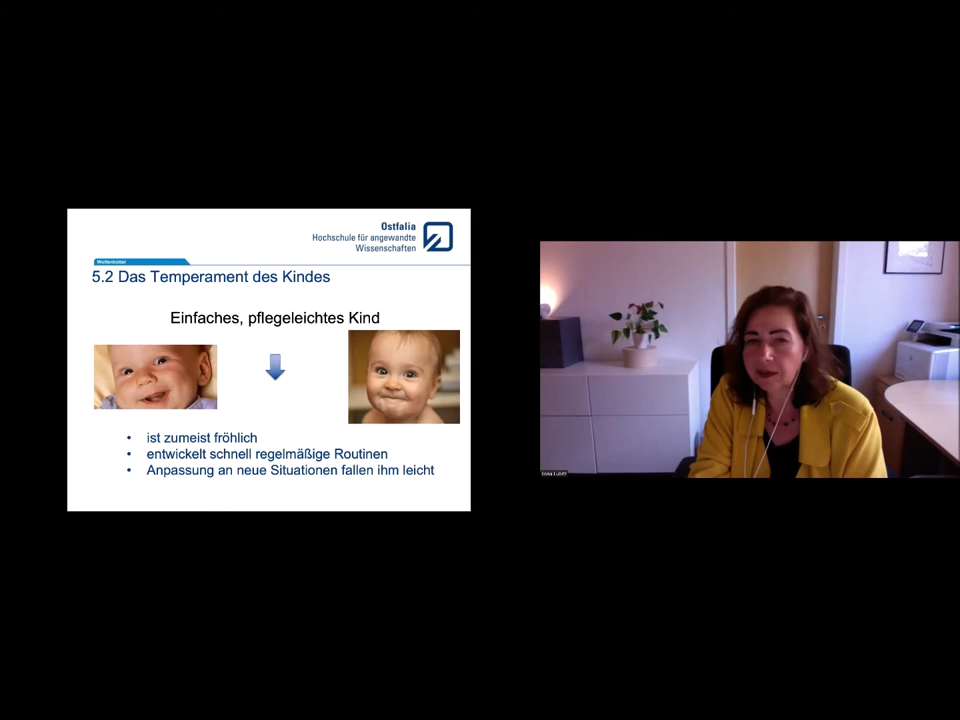 Ostfalia
Hochschule für angewandte
Wissenschaften
Wolfenbüttel
5.2 Das Temperament des Kindes
Einfaches, pflegeleichtes Kind
• ist zumeist fröhlich
• entwickelt schnell regelmäßige Routinen
• Anpassung an neue Situationen fallen ihm leicht